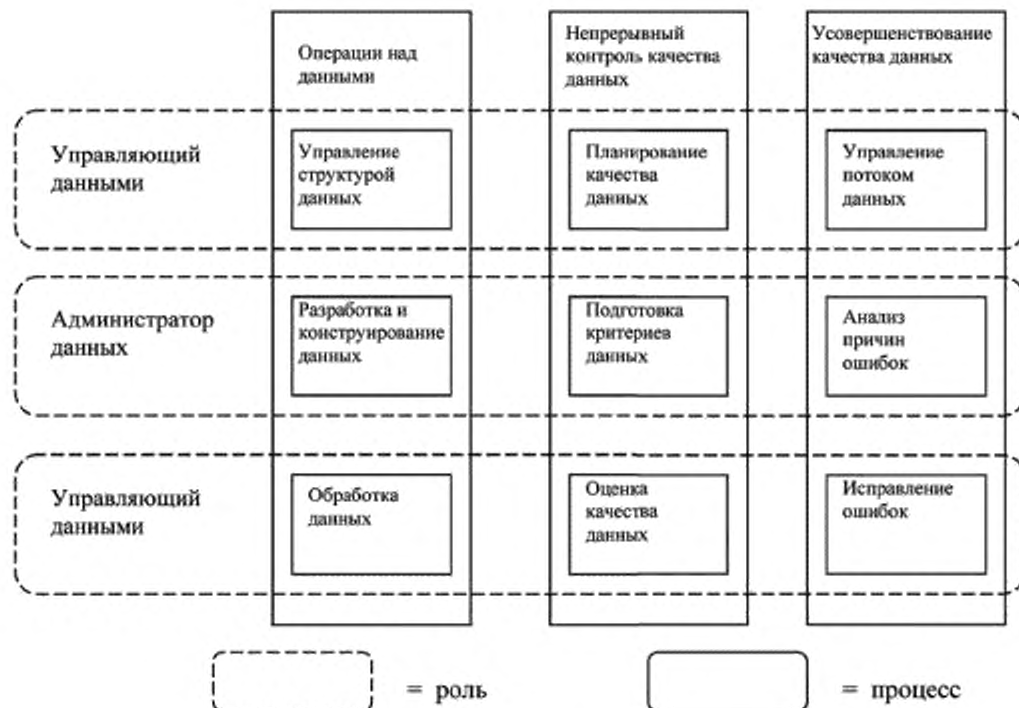 Операции над
данными
Непрерывный
контроль качества
данных
Усовершенствование
качества данных
Управляющий
данными
Управление
структурой
данных
Планирование
качества
данных
Управление
потоком
данных
Администратор
данных
Разработка и
конструирование
данных
Подготовка
критериев
данных
Анализ
причин
ошибок
Управляющий
данными
Обработка
данных
Оценка
качества
данных
Исправление
ошибок
= роль
= процесс